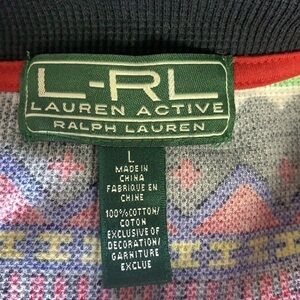 L-RL
LAUREN ACTIVE
RALPH LAUREN
L
MADE IN
CHINA
FABRIQUE EN
CHINE
100%COTTON/
COTON
EXCLUSIVE OF
DECORATION/
GARNITURE
EXCLUE